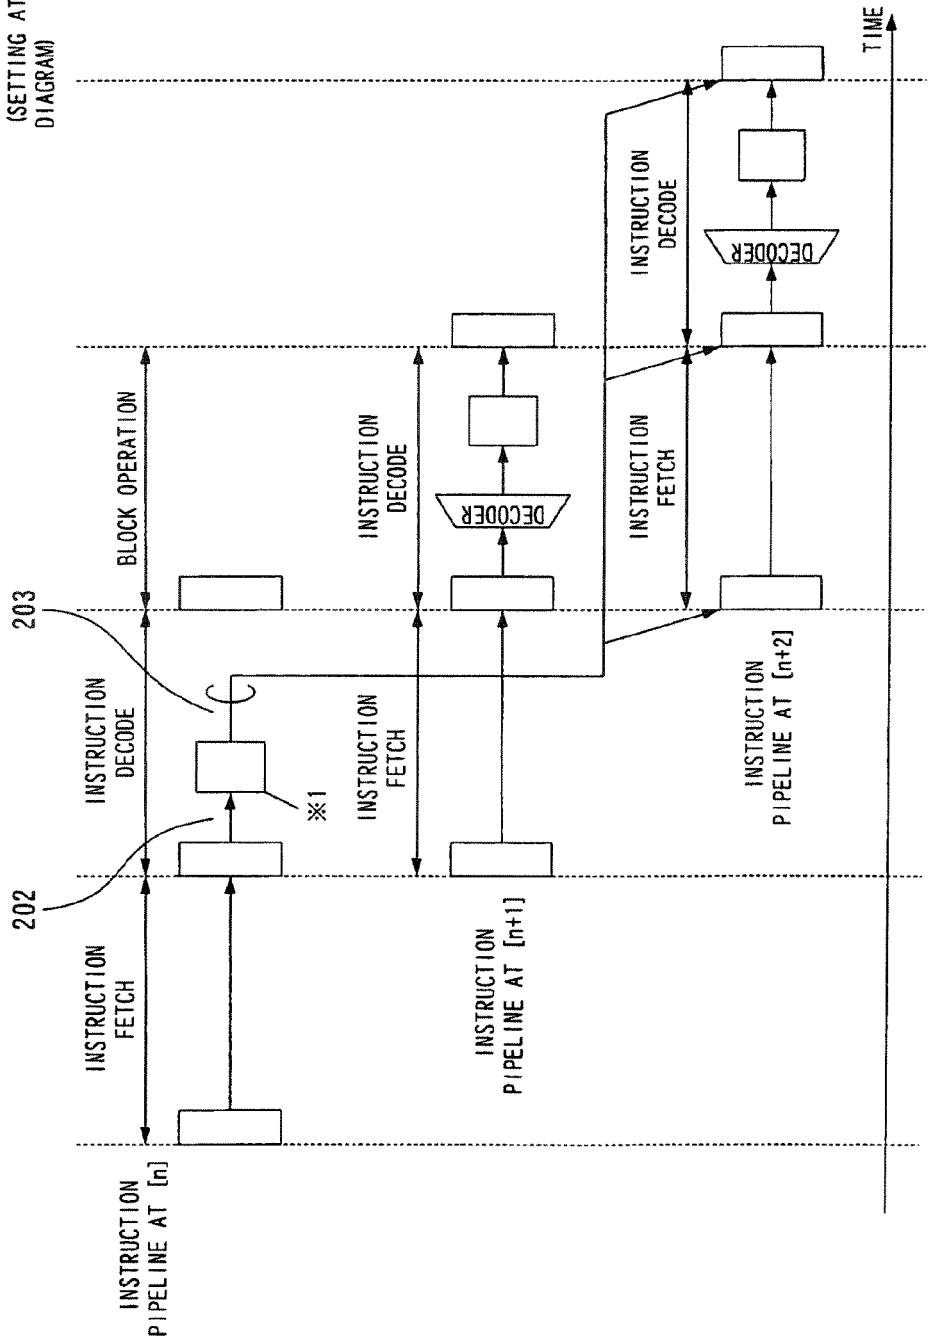 (SETTING AT
DIAGRAM)
203
202
INSTRUCTION
PIPELINE AT [n]
INSTRUCTION
FETCH
INSTRUCTION
DECODE
BLOCK OPERATION
※1
INSTRUCTION
PIPELINE AT [n+1]
INSTRUCTION
FETCH
INSTRUCTION
DECODE
DECODER
INSTRUCTION
PIPELINE AT [n+2]
INSTRUCTION
FETCH
INSTRUCTION
DECODE
DECODER
TIME